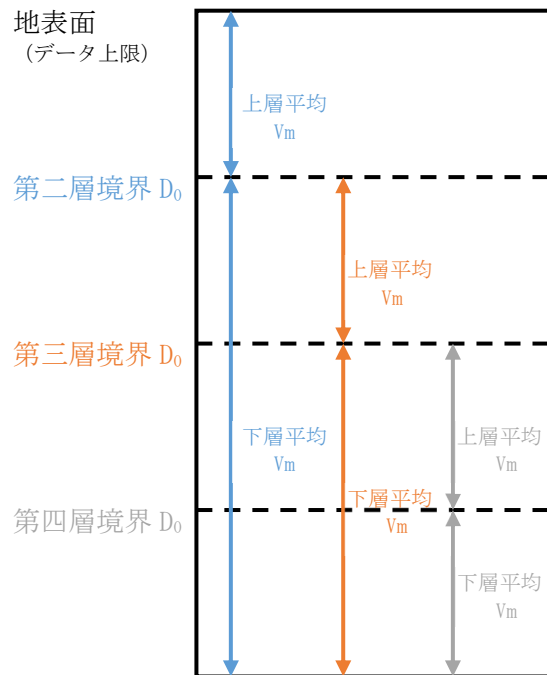 地表面
(データ上限)
上層平均
Vm
第二層境界 D₀
上層平均
Vm
第三層境界 D₀
下層平均
Vm
上層平均
Vm
下層平均
Vm
第四層境界 D₀
下層平均
Vm